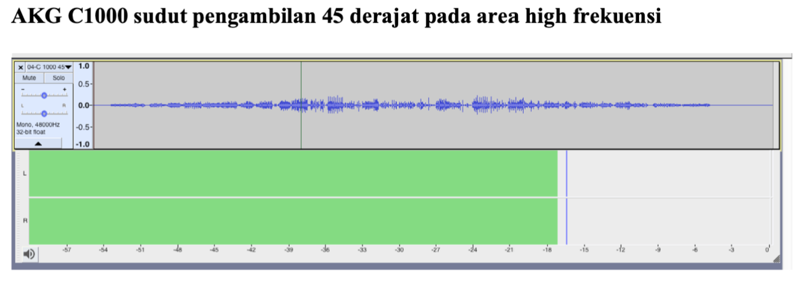 AKG C1000 sudut pengambilan 45 derajat pada area high frekuensi
× 04-C 1000 45▼ 1.0
Mute Solo
0.5-
- +
L R 0.0-
Mono, 48000Hz
32-bit float -0.5-
-1.0
L
R
-57 -54 -51 -48 -45 -42 -39 -36 -33 -30 -27 -24 -21 -18 -15 -12 -9 -6 -3 0